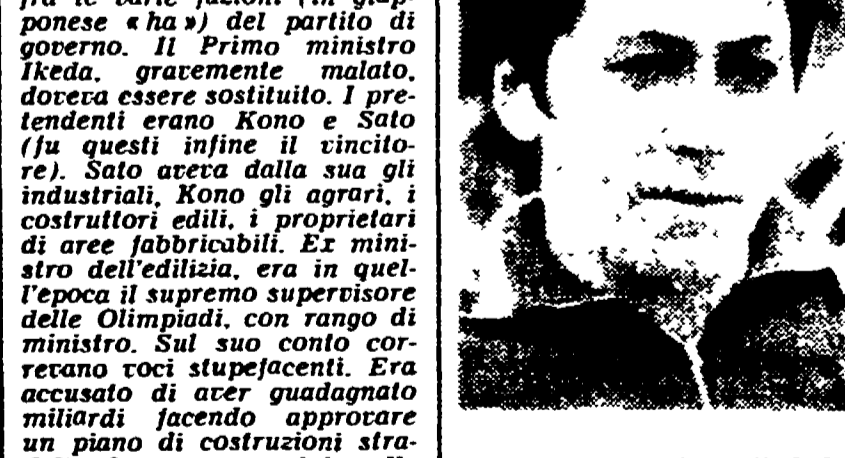 fra le varie fazioni (in giap-
ponese « ha ») del partito di
governo. Il Primo ministro
Ikeda, gravemente malato,
doveva essere sostituito. I pre-
tendenti erano Kono e Sato
(fu questi infine il vincito-
re). Sato aveva dalla sua gli
industriali, Kono gli agrari, i
costruttori edili, i proprietari
di aree fabbricabili. Ex mini-
stro dell'edilizia, era in quel-
l'epoca il supremo supervisore
delle Olimpiadi, con rango di
ministro. Sul suo conto cor-
revano voci stupefacenti. Era
accusato di aver guadagnato
miliardi facendo approvare
un piano di costruzioni stra-